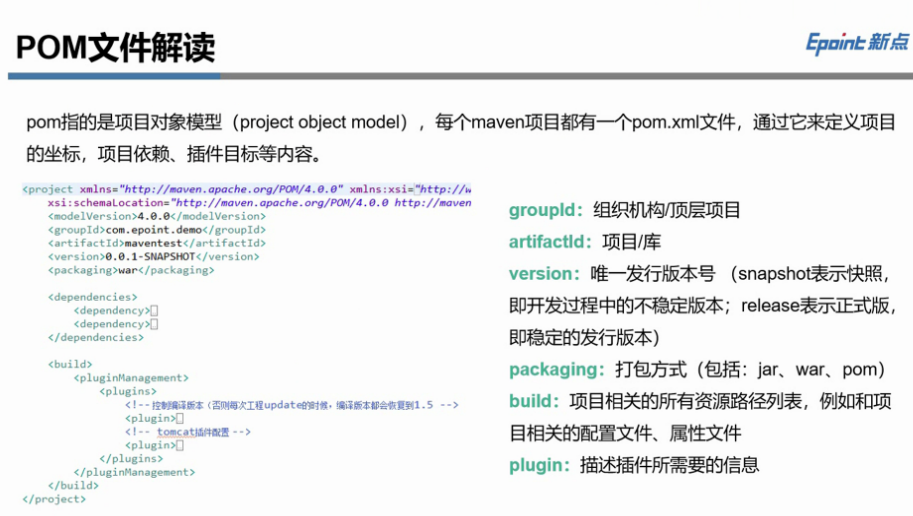 POM文件解读
Epoint新点
pom指的是项目对象模型（project object model），每个maven项目都有一个pom.xml文件，通过它来定义项目
的坐标，项目依赖、插件目标等内容。
<project xmlns="http://maven.apache.org/POM/4.0.0" xmlns:xsi="http://w
xsi:schemaLocation="http://maven.apache.org/POM/4.0.0 http://maven
<modelVersion>4.0.0</modelVersion>
<groupId>com.epoint.demo</groupId>
<artifactId>maventest</artifactId>
<version>0.0.1-SNAPSHOT</version>
<packaging>war</packaging>
<dependencies>
<dependency>
<dependency>
</dependencies>
<build>
<pluginManagement>
<plugins>
<!-- 控制编译版本（否则每次工程update的时候，编译版本都会恢复到1.5 -->
<plugin>
<!-- tomcat插件配置 -->
<plugin>
</plugins>
</pluginManagement>
</build>
</project>
groupId：组织机构/顶层项目
artifactId：项目/库
version：唯一发行版本号 （snapshot表示快照，
即开发过程中的不稳定版本；release表示正式版，
即稳定的发行版本）
packaging：打包方式（包括：jar、war、pom）
build：项目相关的所有资源路径列表，例如和项
目相关的配置文件、属性文件
plugin：描述插件所需要的信息